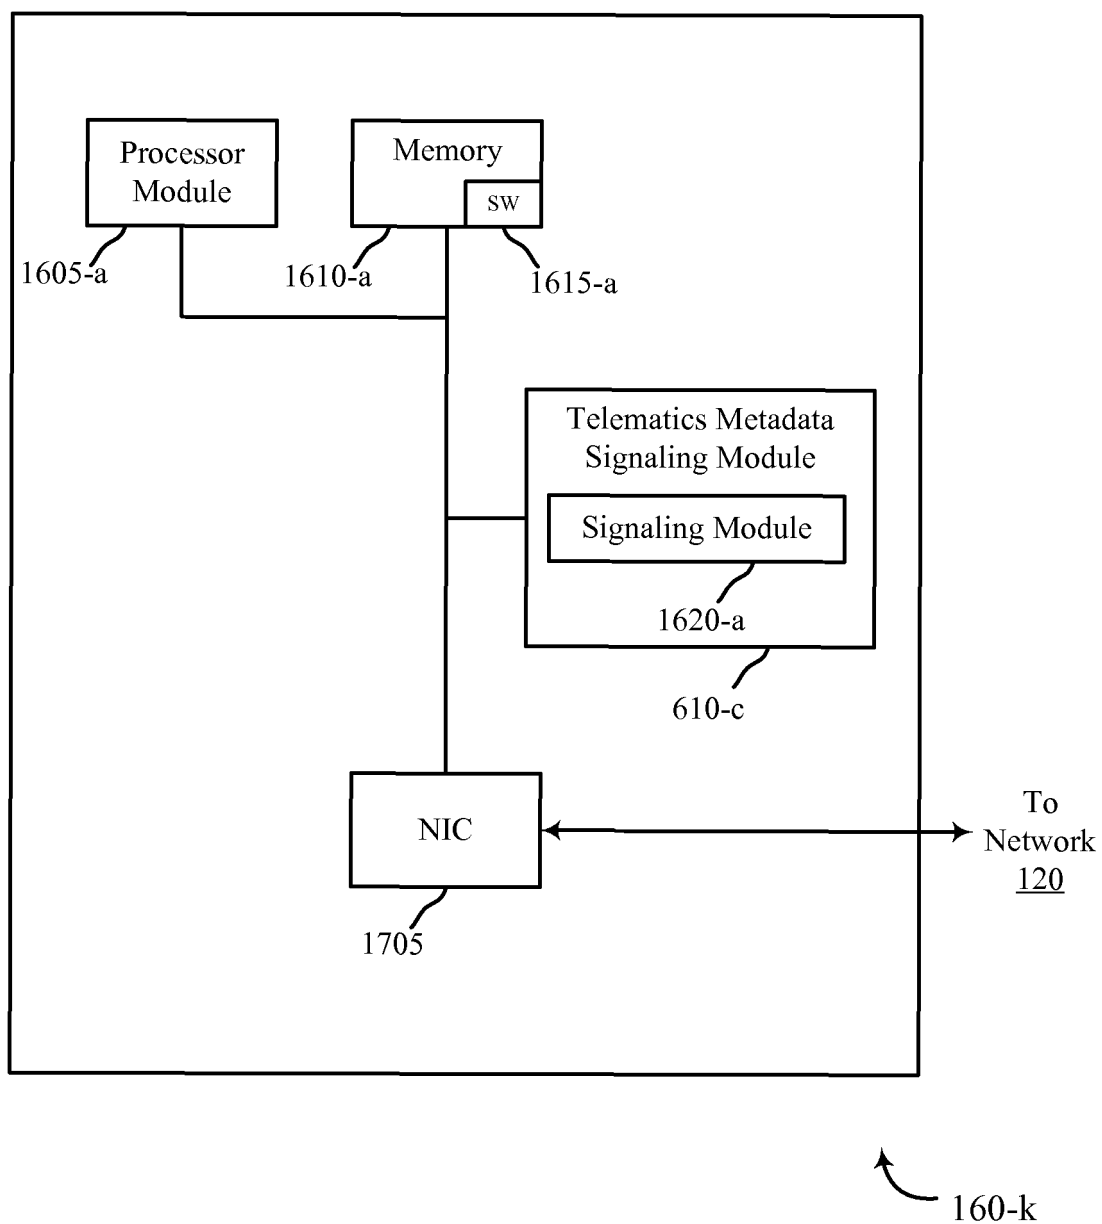 Processor
Module
1605-a
Memory
SW
1610-a
1615-a
Telematics Metadata
Signaling Module
Signaling Module
1620-a
610-c
NIC
1705
To
Network
120
160-k